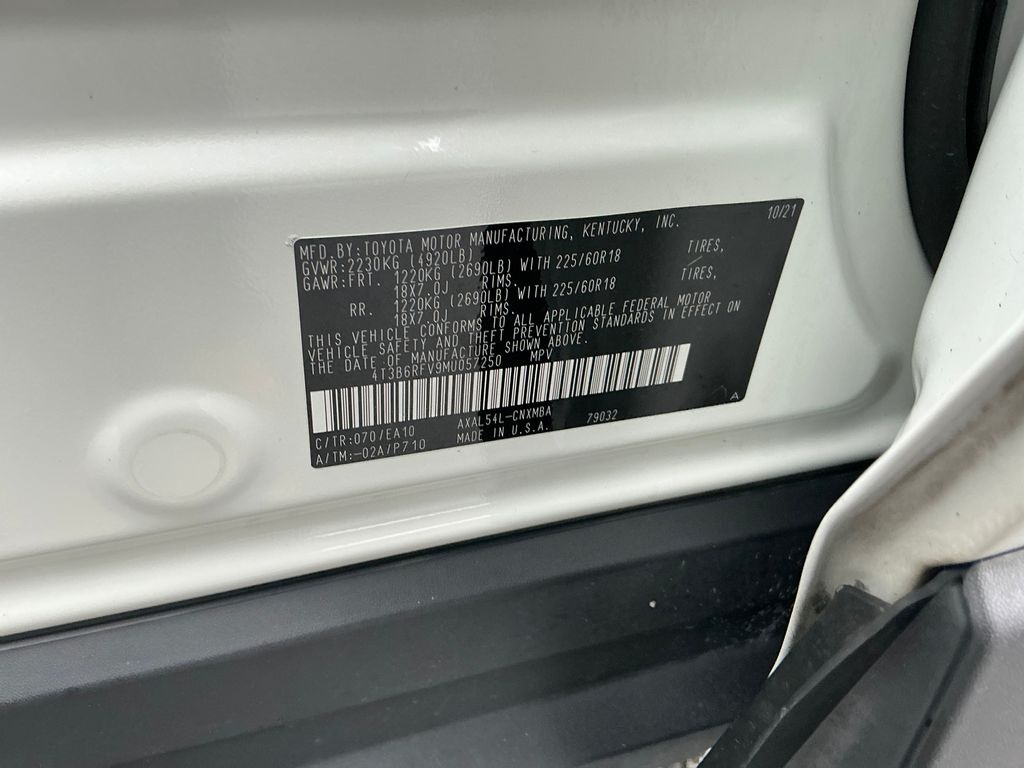 10/21
MFD.BY:TOYOTA MOTOR MANUFACTURING, KENTUCKY, INC.
GVWR:2230KG (4920LB)
GAWR:FRT. 1220KG (2690LB) WITH 225/60R18 TIRES,
18X7.0J RIMS.
RR. 1220KG (2690LB) WITH 225/60R18 TIRES,
18X7.0J RIMS.
THIS VEHICLE CONFORMS TO ALL APPLICABLE FEDERAL MOTOR
VEHICLE SAFETY AND THEFT PREVENTION STANDARDS IN EFFECT ON
THE DATE OF MANUFACTURE SHOWN ABOVE.
4T3B6RFV9MU057250 MPV
C/TR:070/EA10 AXAL54L-CNXMBA 79032 A
A/TM:-02A/P710 MADE IN U.S.A.